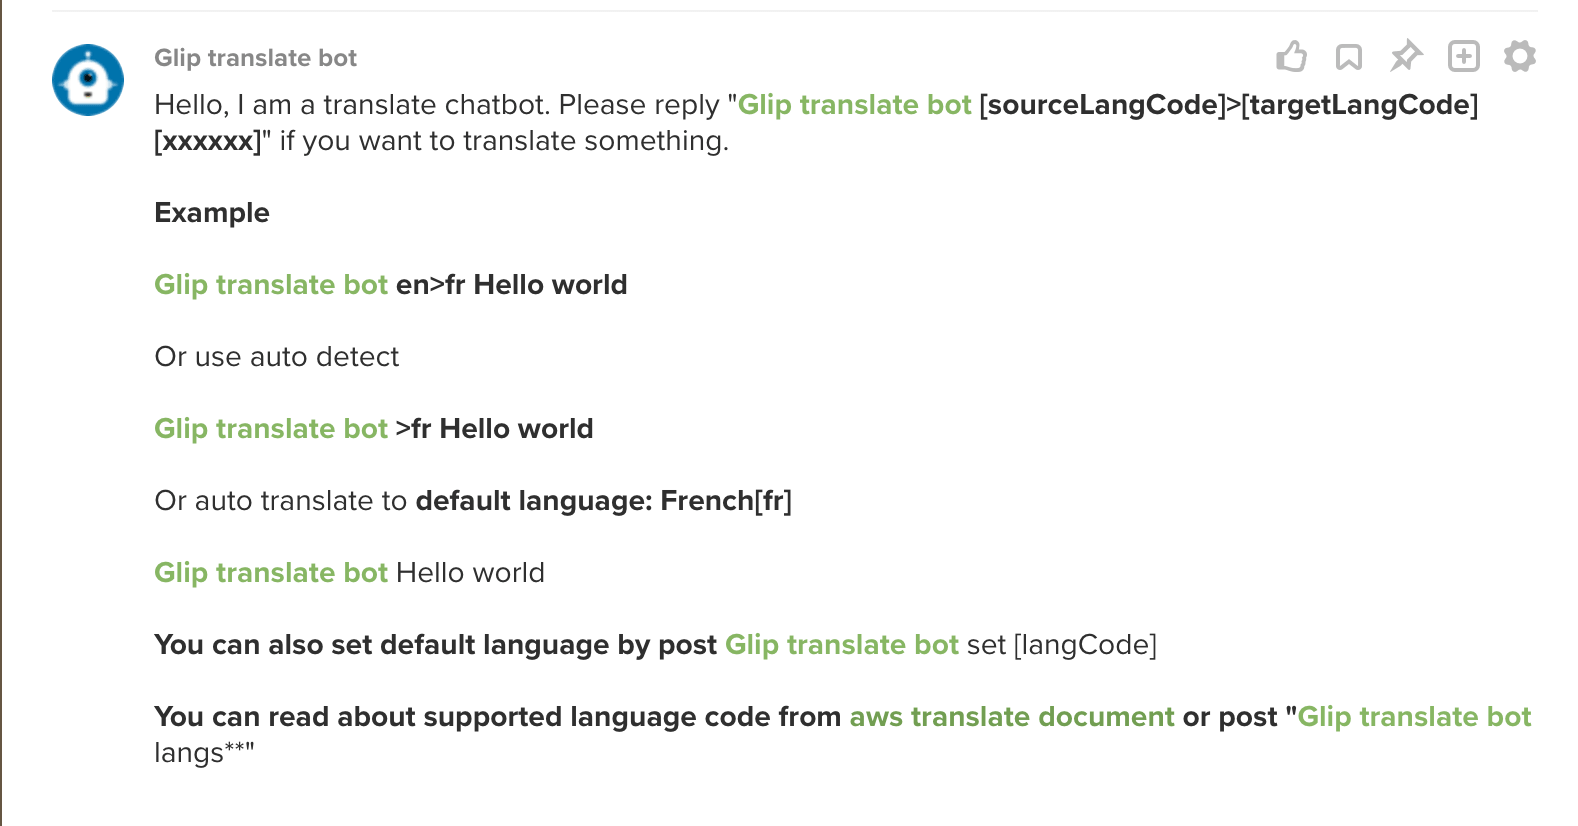 Glip translate bot
Hello, I am a translate chatbot. Please reply "Glip translate bot [sourceLangCode]>[targetLangCode]
[xxxxxx]" if you want to translate something.
Example
Glip translate bot en>fr Hello world
Or use auto detect
Glip translate bot >fr Hello world
Or auto translate to default language: French[fr]
Glip translate bot Hello world
You can also set default language by post Glip translate bot set [langCode]
You can read about supported language code from aws translate document or post "Glip translate bot
langs**"